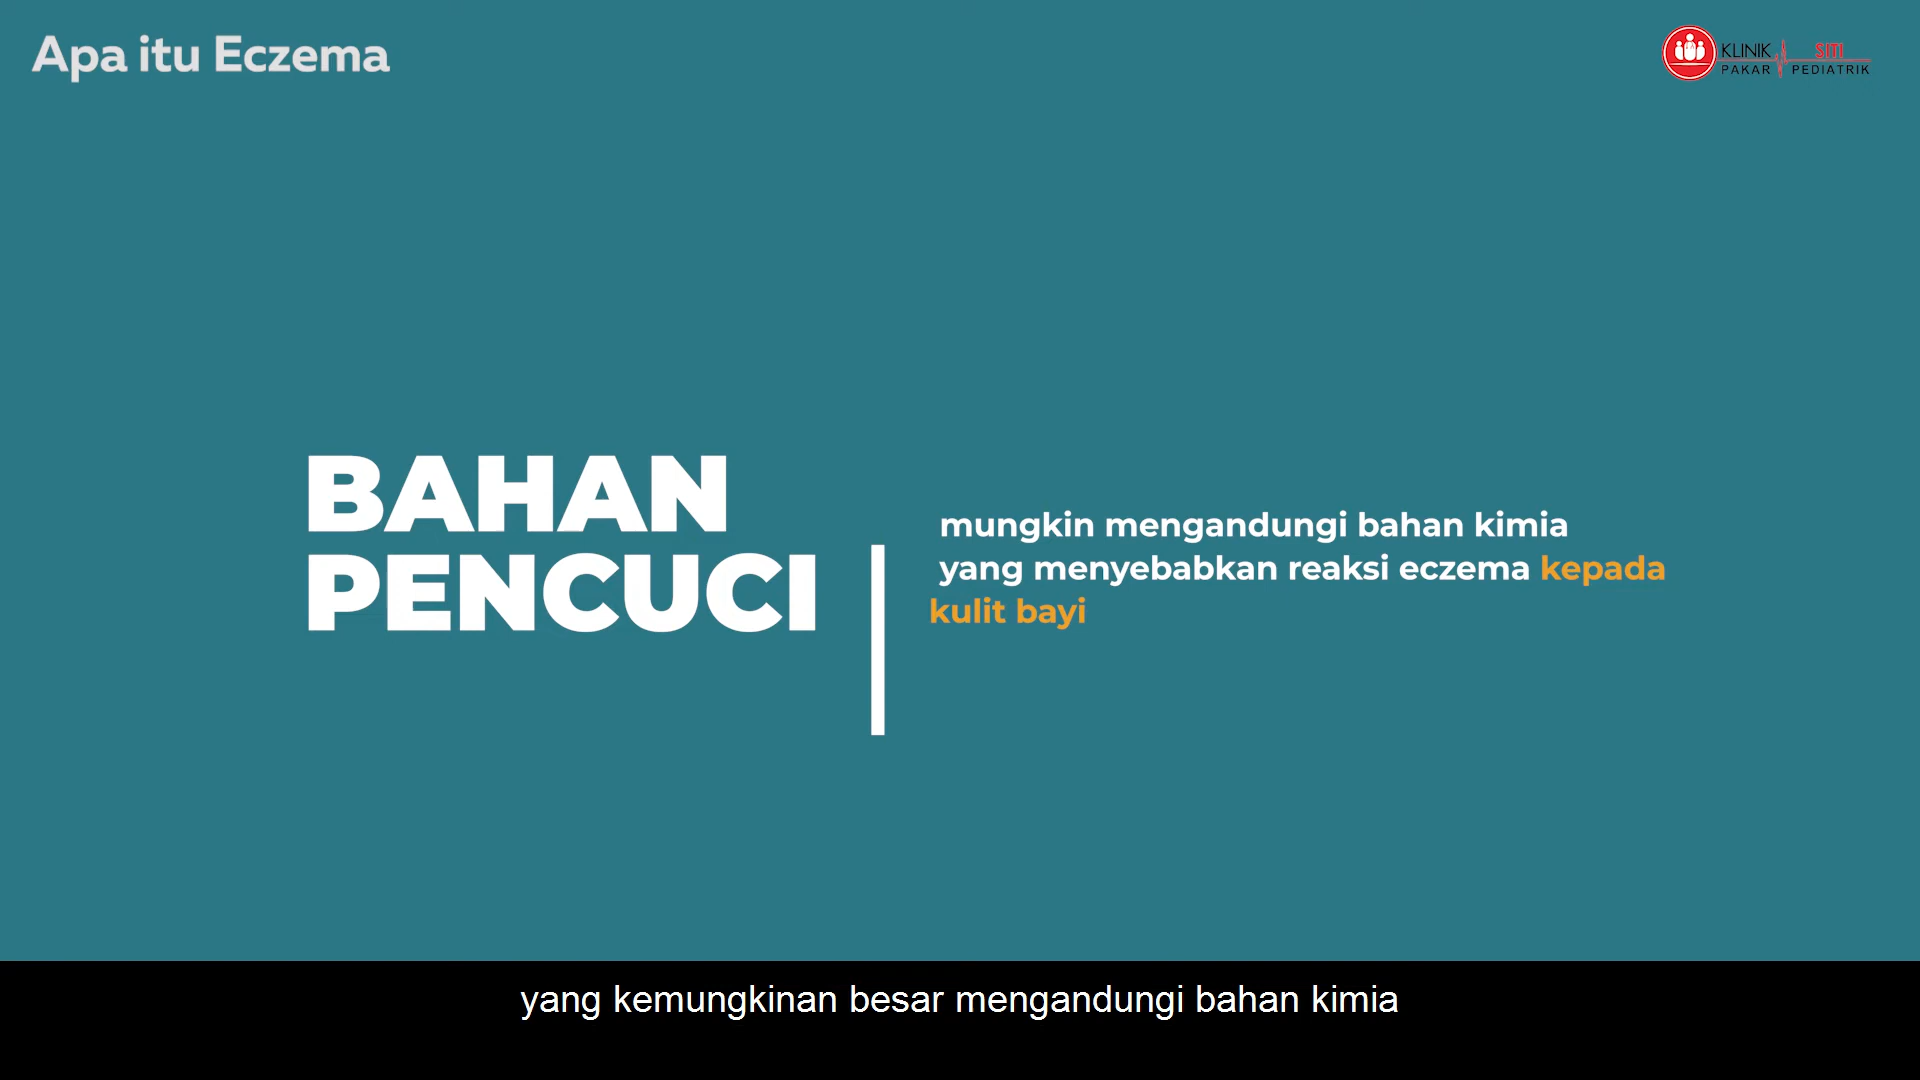 Apa itu Eczema
KLINIK SITI
PAKAR PEDIATRIK
BAHAN
PENCUCI
mungkin mengandungi bahan kimia
yang menyebabkan reaksi eczema kepada
kulit bayi
yang kemungkinan besar mengandungi bahan kimia